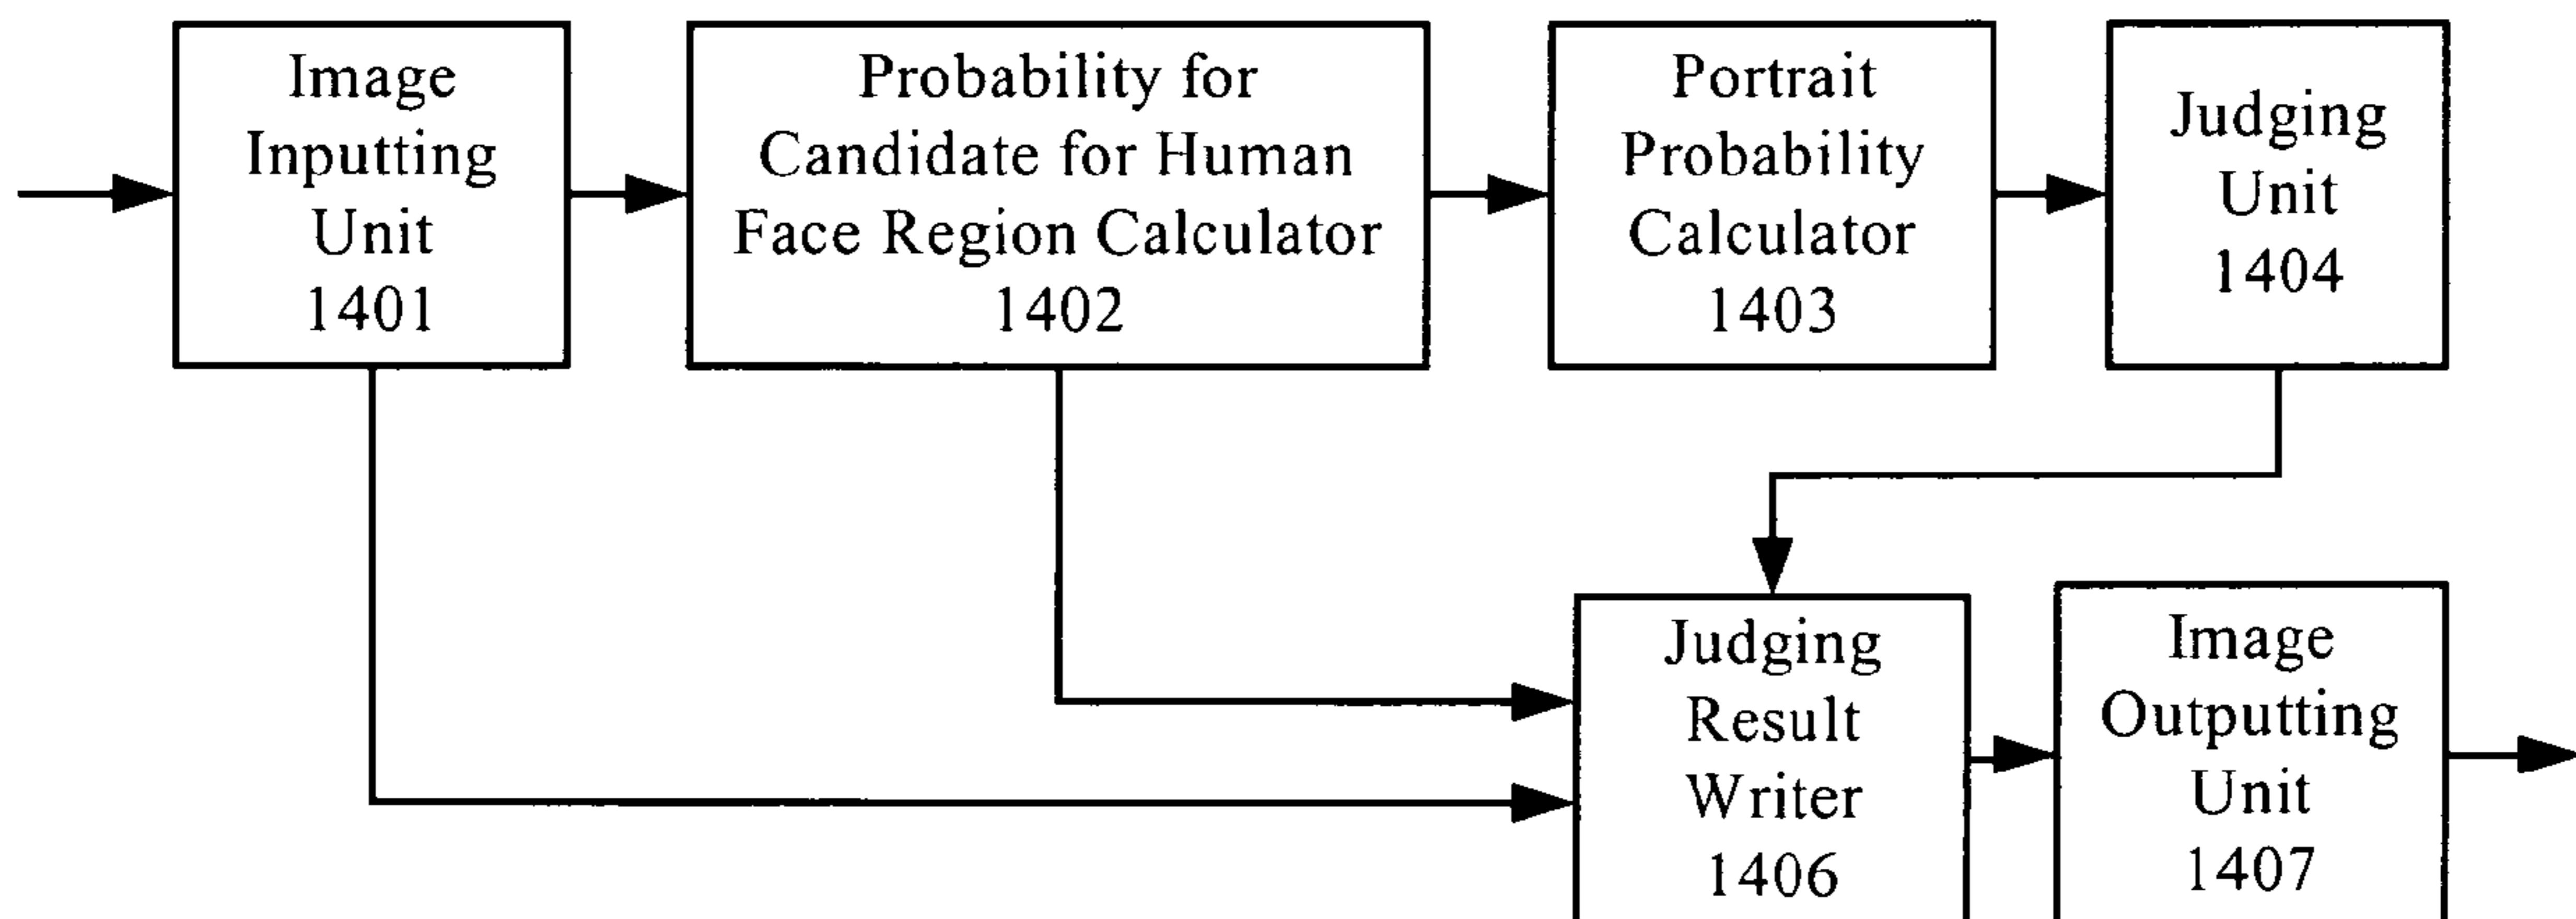 Image
Inputting
Unit
1401
Probability for
Candidate for Human
Face Region Calculator
1402
Portrait
Probability
Calculator
1403
Judging
Unit
1404
Judging
Result
Writer
1406
Image
Outputting
Unit
1407